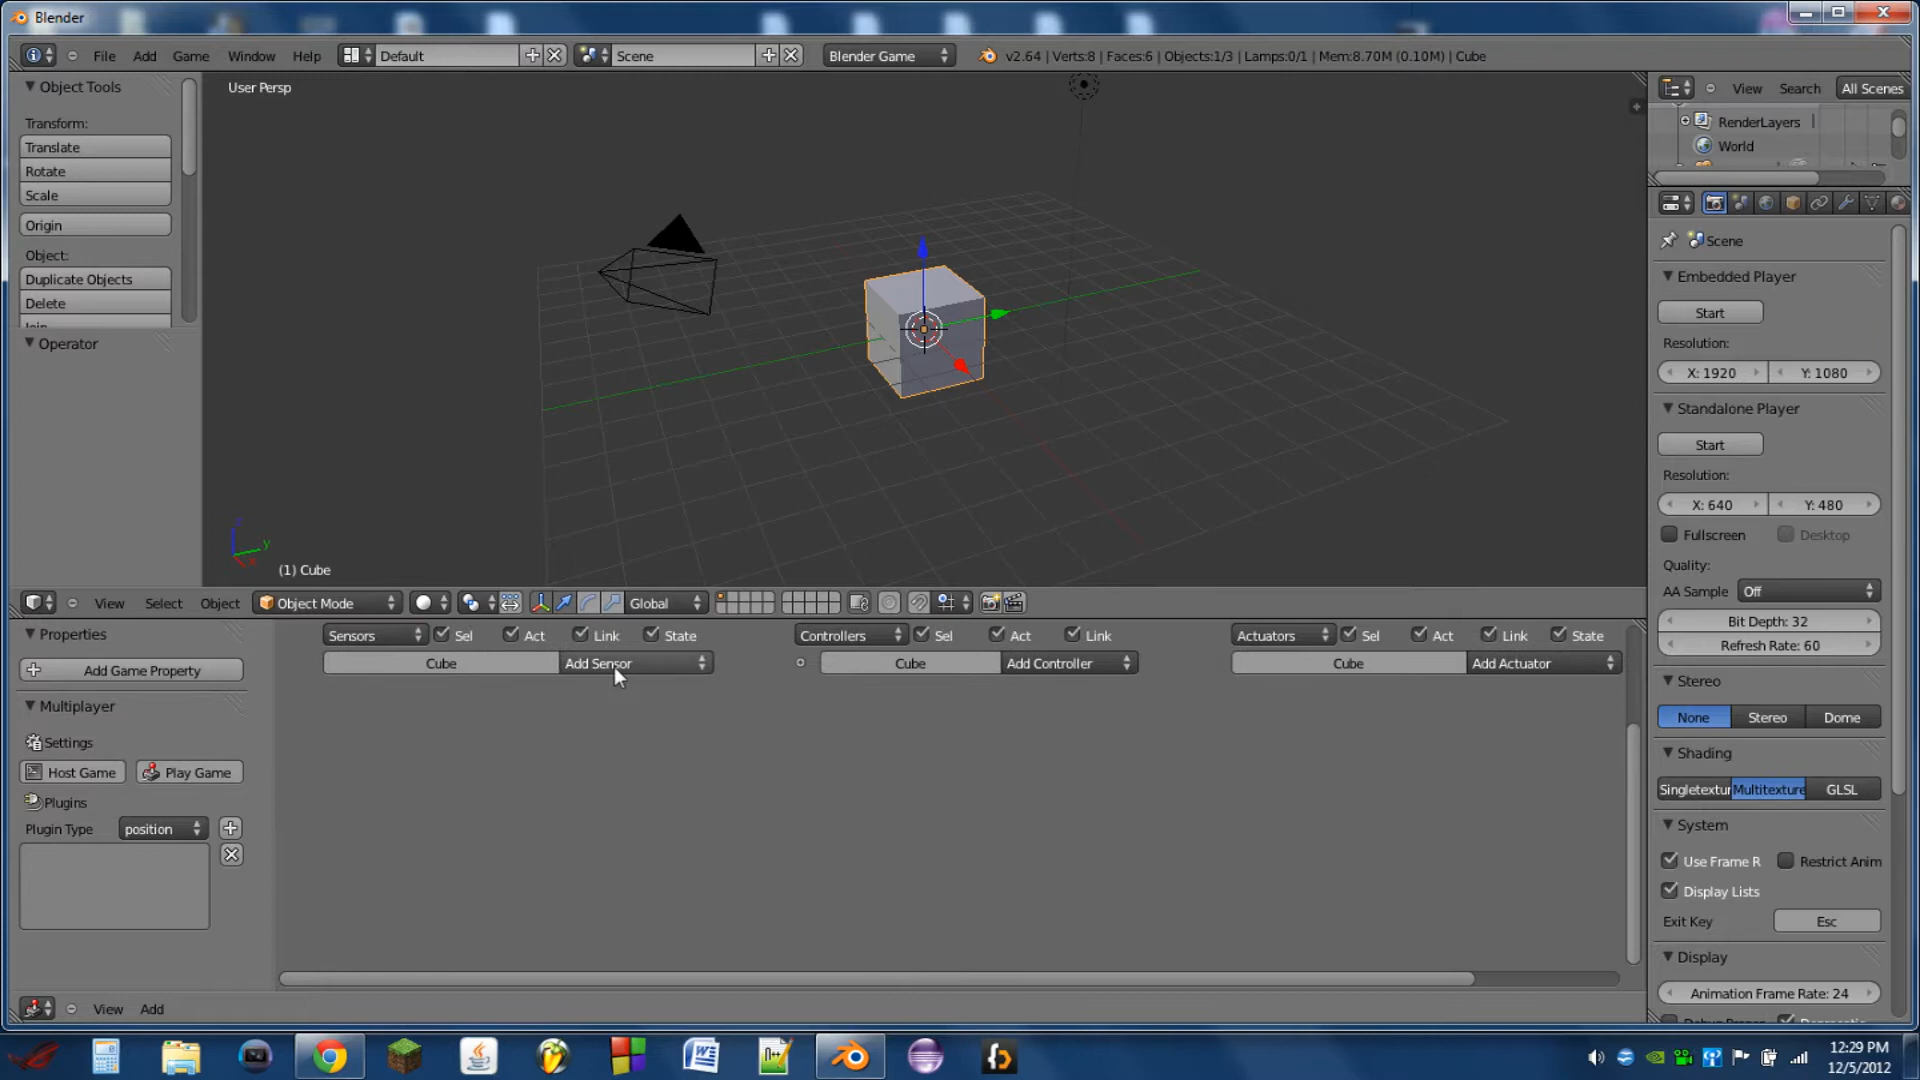 Blender
File Add Game Window Help Default Scene Blender Game v2.64 | Verts:8 | Faces:6 | Objects:1/3 | Lamps:0/1 | Mem:8.70M (0.10M) | Cube
Object Tools
Transform:
Translate
Rotate
Scale
Origin
Object:
Duplicate Objects
Delete
Join
Operator
User Persp
z
y
x
(1) Cube
View Select Object Object Mode Global
View Search All Scenes
RenderLayers
World
Scene
Embedded Player
Start
Resolution:
X: 1920 Y: 1080
Standalone Player
Start
Resolution:
X: 640 Y: 480
Fullscreen Desktop
Quality:
AA Sample Off
Bit Depth: 32
Refresh Rate: 60
Stereo
None Stereo Dome
Shading
Singletextur Multitexture GLSL
System
Use Frame R Restrict Anim
Display Lists
Exit Key Esc
Display
Animation Frame Rate: 24
Properties
Add Game Property
Multiplayer
Settings
Host Game Play Game
Plugins
Plugin Type position
Sensors Sel Act Link State
Cube Add Sensor
Controllers Sel Act Link
Cube Add Controller
Actuators Sel Act Link State
Cube Add Actuator
View Add
12:29 PM
12/5/2012